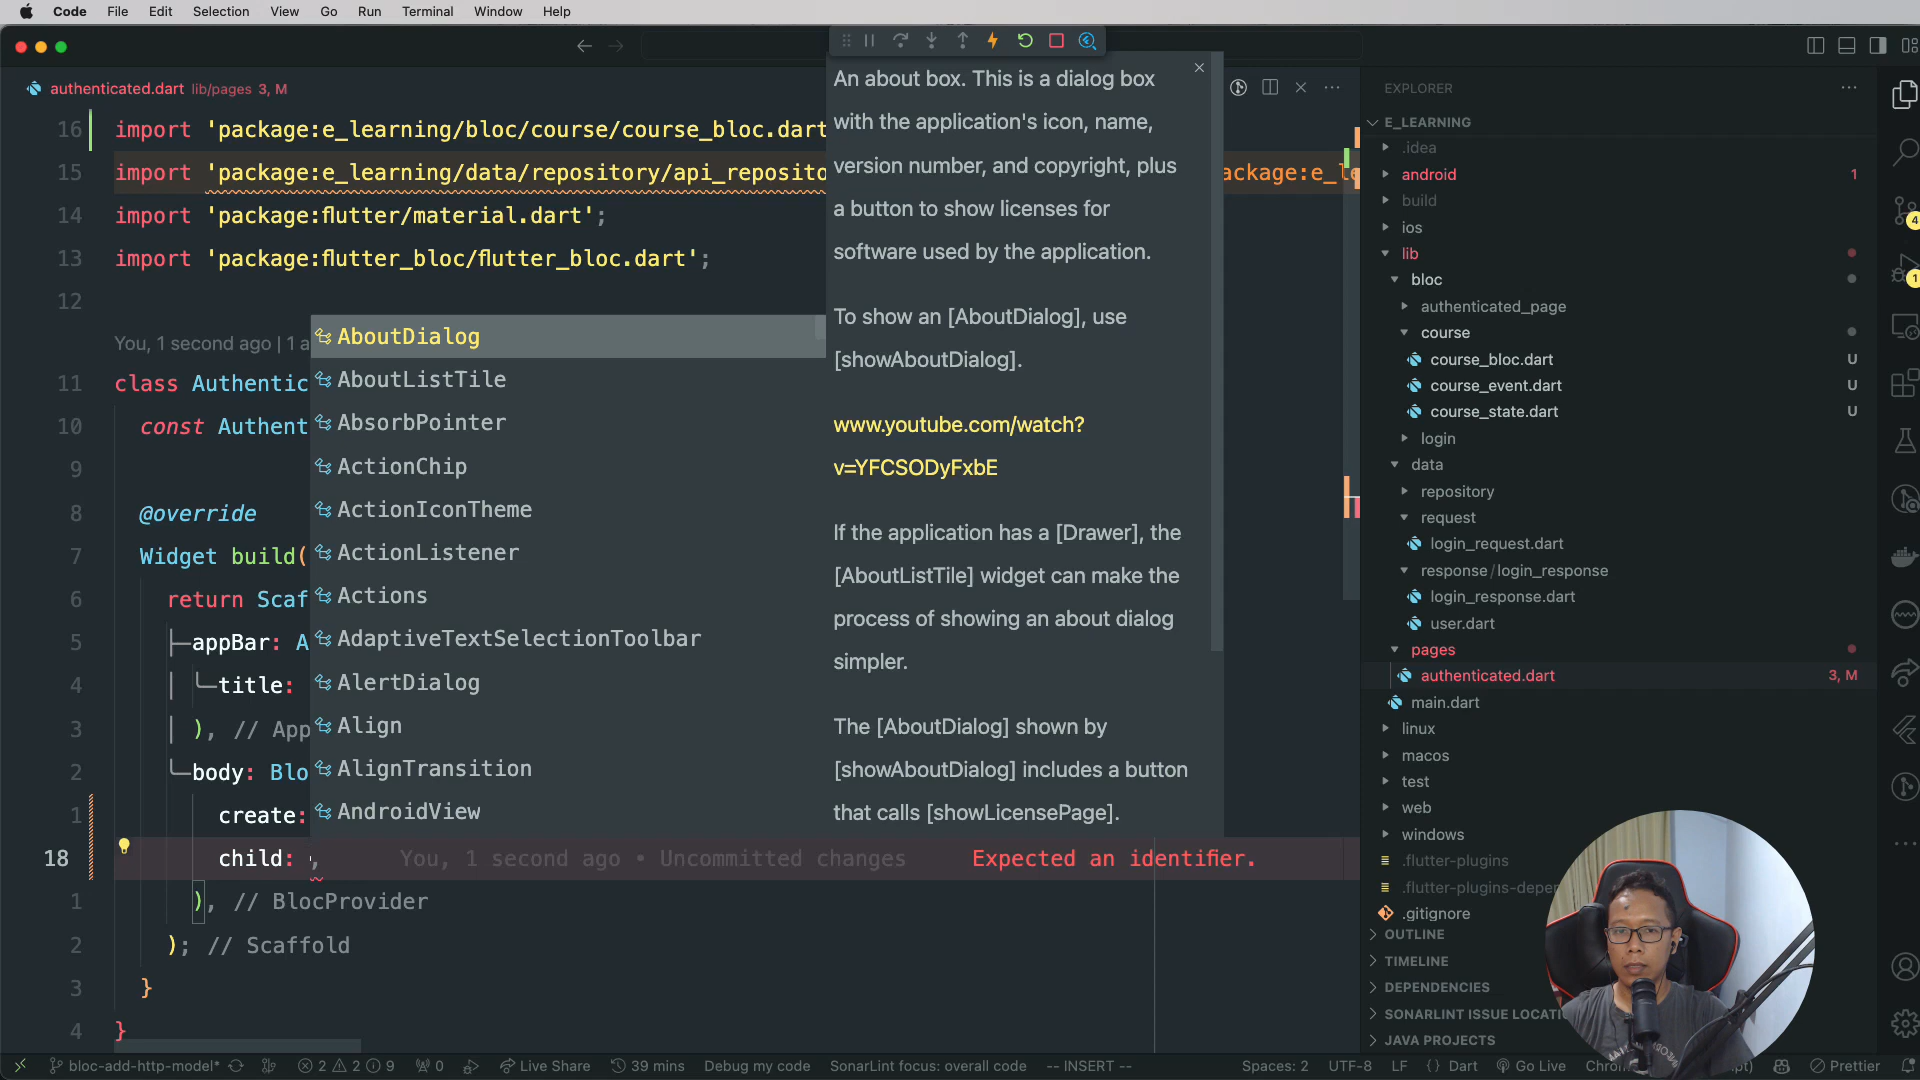 Code File Edit Selection View Go Run Terminal Window Help
authenticated.dart lib/pages 3, M
16 import 'package:e_learning/bloc/course/course_bloc.dart
15 import 'package:e_learning/data/repository/api_reposito ackage:e_le
14 import 'package:flutter/material.dart';
13 import 'package:flutter_bloc/flutter_bloc.dart';
12
You, 1 second ago | 1 a
11 class Authentic
10 const Authent
9
8 @override
7 Widget build(
6 return Scaf
5 appBar: A
4 title:
3 ), // App
2 body: Blo
1 create:
18 child: , You, 1 second ago • Uncommitted changes Expected an identifier.
1 ), // BlocProvider
2 ); // Scaffold
3 }
4 }
AboutDialog
AboutListTile
AbsorbPointer
ActionChip
ActionIconTheme
ActionListener
Actions
AdaptiveTextSelectionToolbar
AlertDialog
Align
AlignTransition
AndroidView
An about box. This is a dialog box
with the application's icon, name,
version number, and copyright, plus
a button to show licenses for
software used by the application.
To show an [AboutDialog], use
[showAboutDialog].
www.youtube.com/watch?
v=YFCSODyFxbE
If the application has a [Drawer], the
[AboutListTile] widget can make the
process of showing an about dialog
simpler.
The [AboutDialog] shown by
[showAboutDialog] includes a button
that calls [showLicensePage].
EXPLORER
E_LEARNING
.idea
android 1
build
ios
lib
bloc
authenticated_page
course
course_bloc.dart U
course_event.dart U
course_state.dart U
login
data
repository
request
login_request.dart
response/login_response
login_response.dart
user.dart
pages
authenticated.dart 3, M
main.dart
linux
macos
test
web
windows
.flutter-plugins
.flutter-plugins-depen
.gitignore
OUTLINE
TIMELINE
DEPENDENCIES
SONARLINT ISSUE LOCATI
JAVA PROJECTS
4
1
bloc-add-http-model* 2 2 9 0 Live Share 39 mins Debug my code SonarLint focus: overall code -- INSERT -- Spaces: 2 UTF-8 LF {} Dart Go Live Chrom Prettier